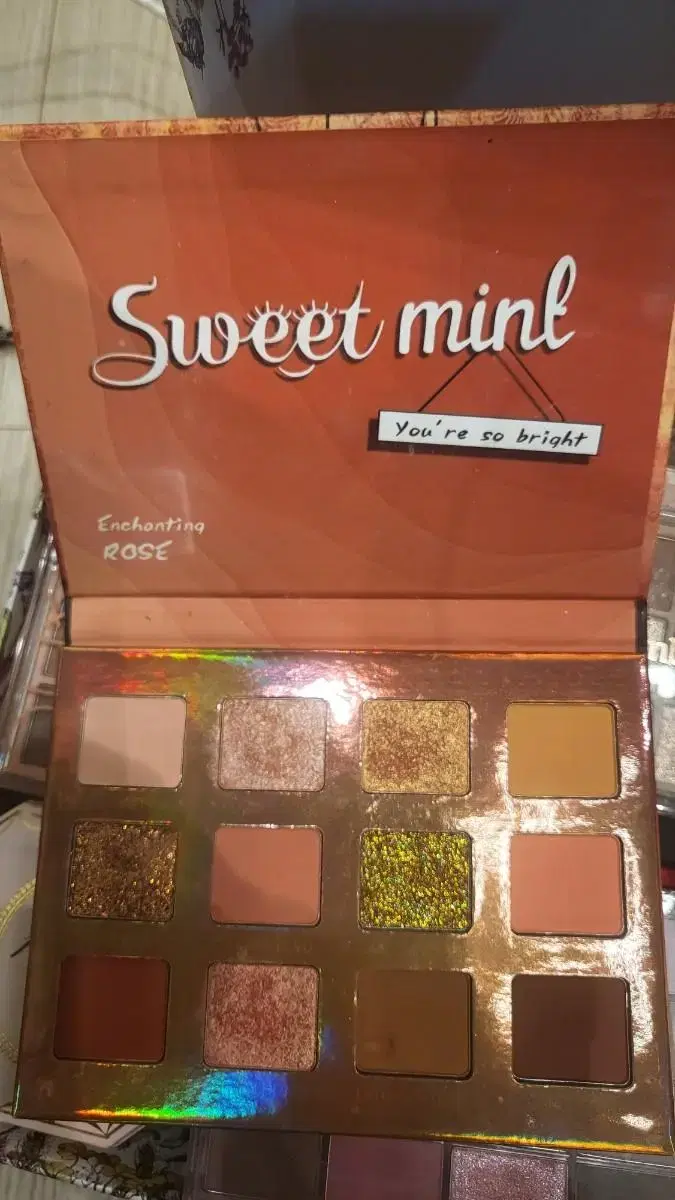 Sweet mint
You're so bright
Enchanting
ROSE